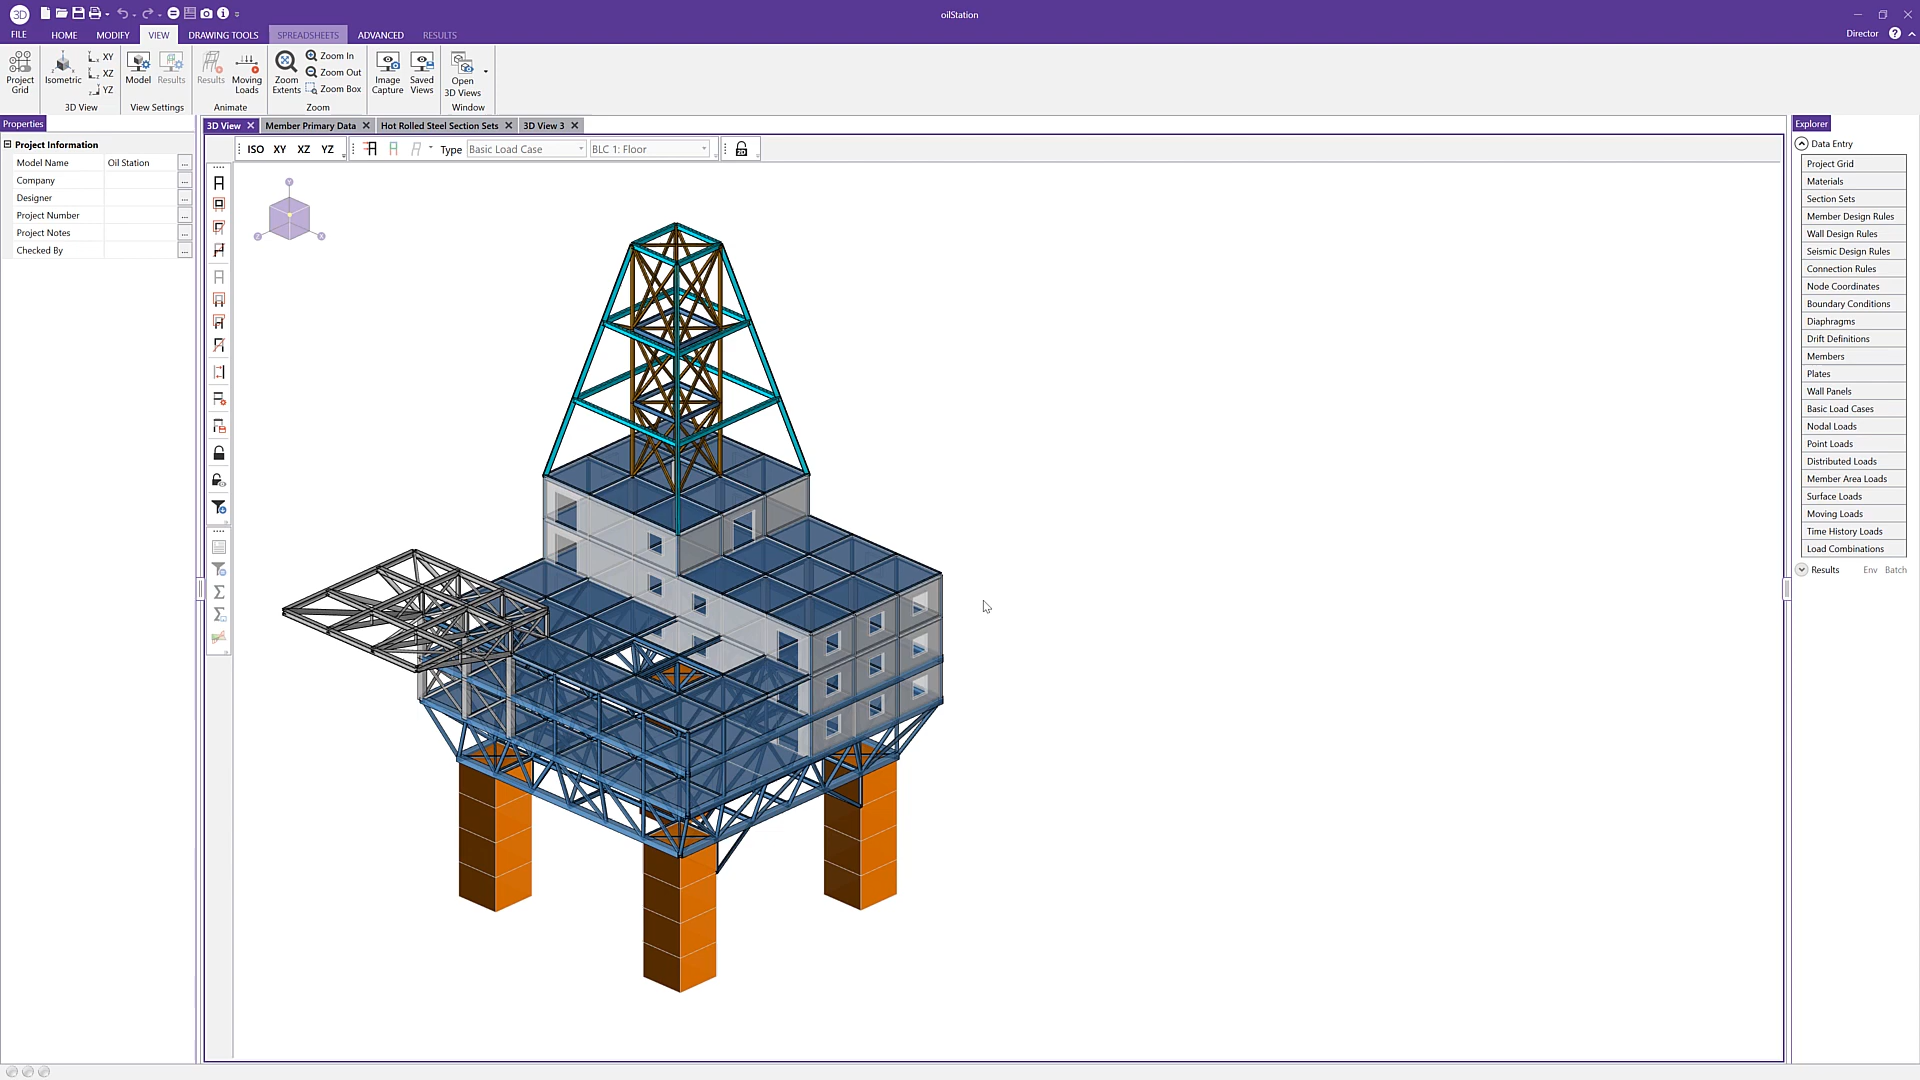 3D
oilStation
FILE HOME MODIFY VIEW DRAWING TOOLS SPREADSHEETS ADVANCED RESULTS
Director
Project Grid
Isometric
XY
XZ
YZ
3D View
Model
Results
View Settings
Results
Moving Loads
Animate
Zoom Extents
Zoom In
Zoom Out
Zoom Box
Zoom
Image Capture
Saved Views
Open 3D Views
Window
Properties
Project Information
Model Name Oil Station ...
Company ...
Designer ...
Project Number ...
Project Notes ...
Checked By ...
3D View Member Primary Data Hot Rolled Steel Section Sets 3D View 3
ISO XY XZ YZ Type Basic Load Case BLC 1: Floor
Y
Z X
Explorer
Data Entry
Project Grid
Materials
Section Sets
Member Design Rules
Wall Design Rules
Seismic Design Rules
Connection Rules
Node Coordinates
Boundary Conditions
Diaphragms
Drift Definitions
Members
Plates
Wall Panels
Basic Load Cases
Nodal Loads
Point Loads
Distributed Loads
Member Area Loads
Surface Loads
Moving Loads
Time History Loads
Load Combinations
Results Env Batch